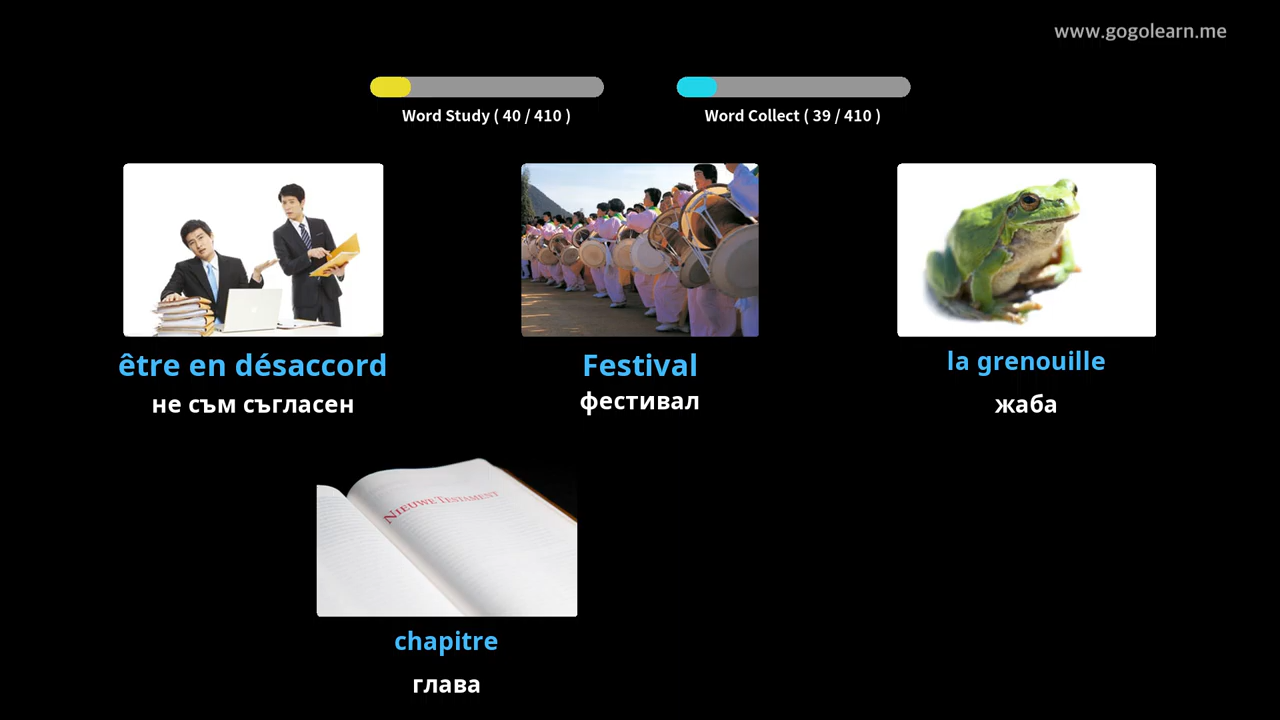 www.gogolearn.me
Word Study ( 40 / 410 )
Word Collect ( 39 / 410 )
être en désaccord
не съм съгласен
Festival
фестивал
la grenouille
жаба
NIEUWE TESTAMENT
chapitre
глава